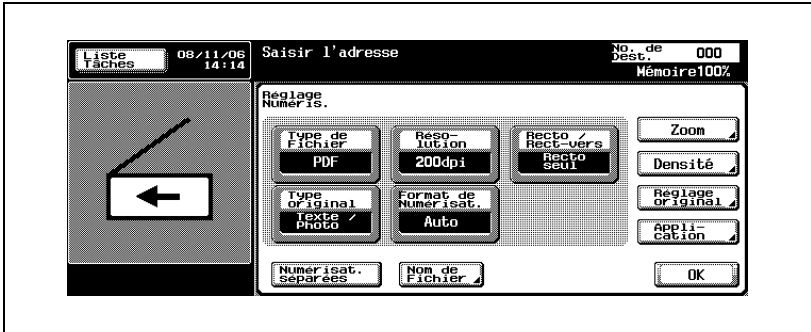 Liste
Tâches
08/11/06
14:14
Saisir l'adresse
No. de
Dest.
000
Mémoire100%
Réglage
Numéris.
Type de
Fichier
PDF
Réso-
lution
200dpi
Recto /
Rect-vers
Recto
seul
Zoom
Densité
Type
original
Texte /
Photo
Format de
Numérisat.
Auto
Réglage
original
Appli-
cation
Numérisat.
séparées
Nom de
Fichier
OK